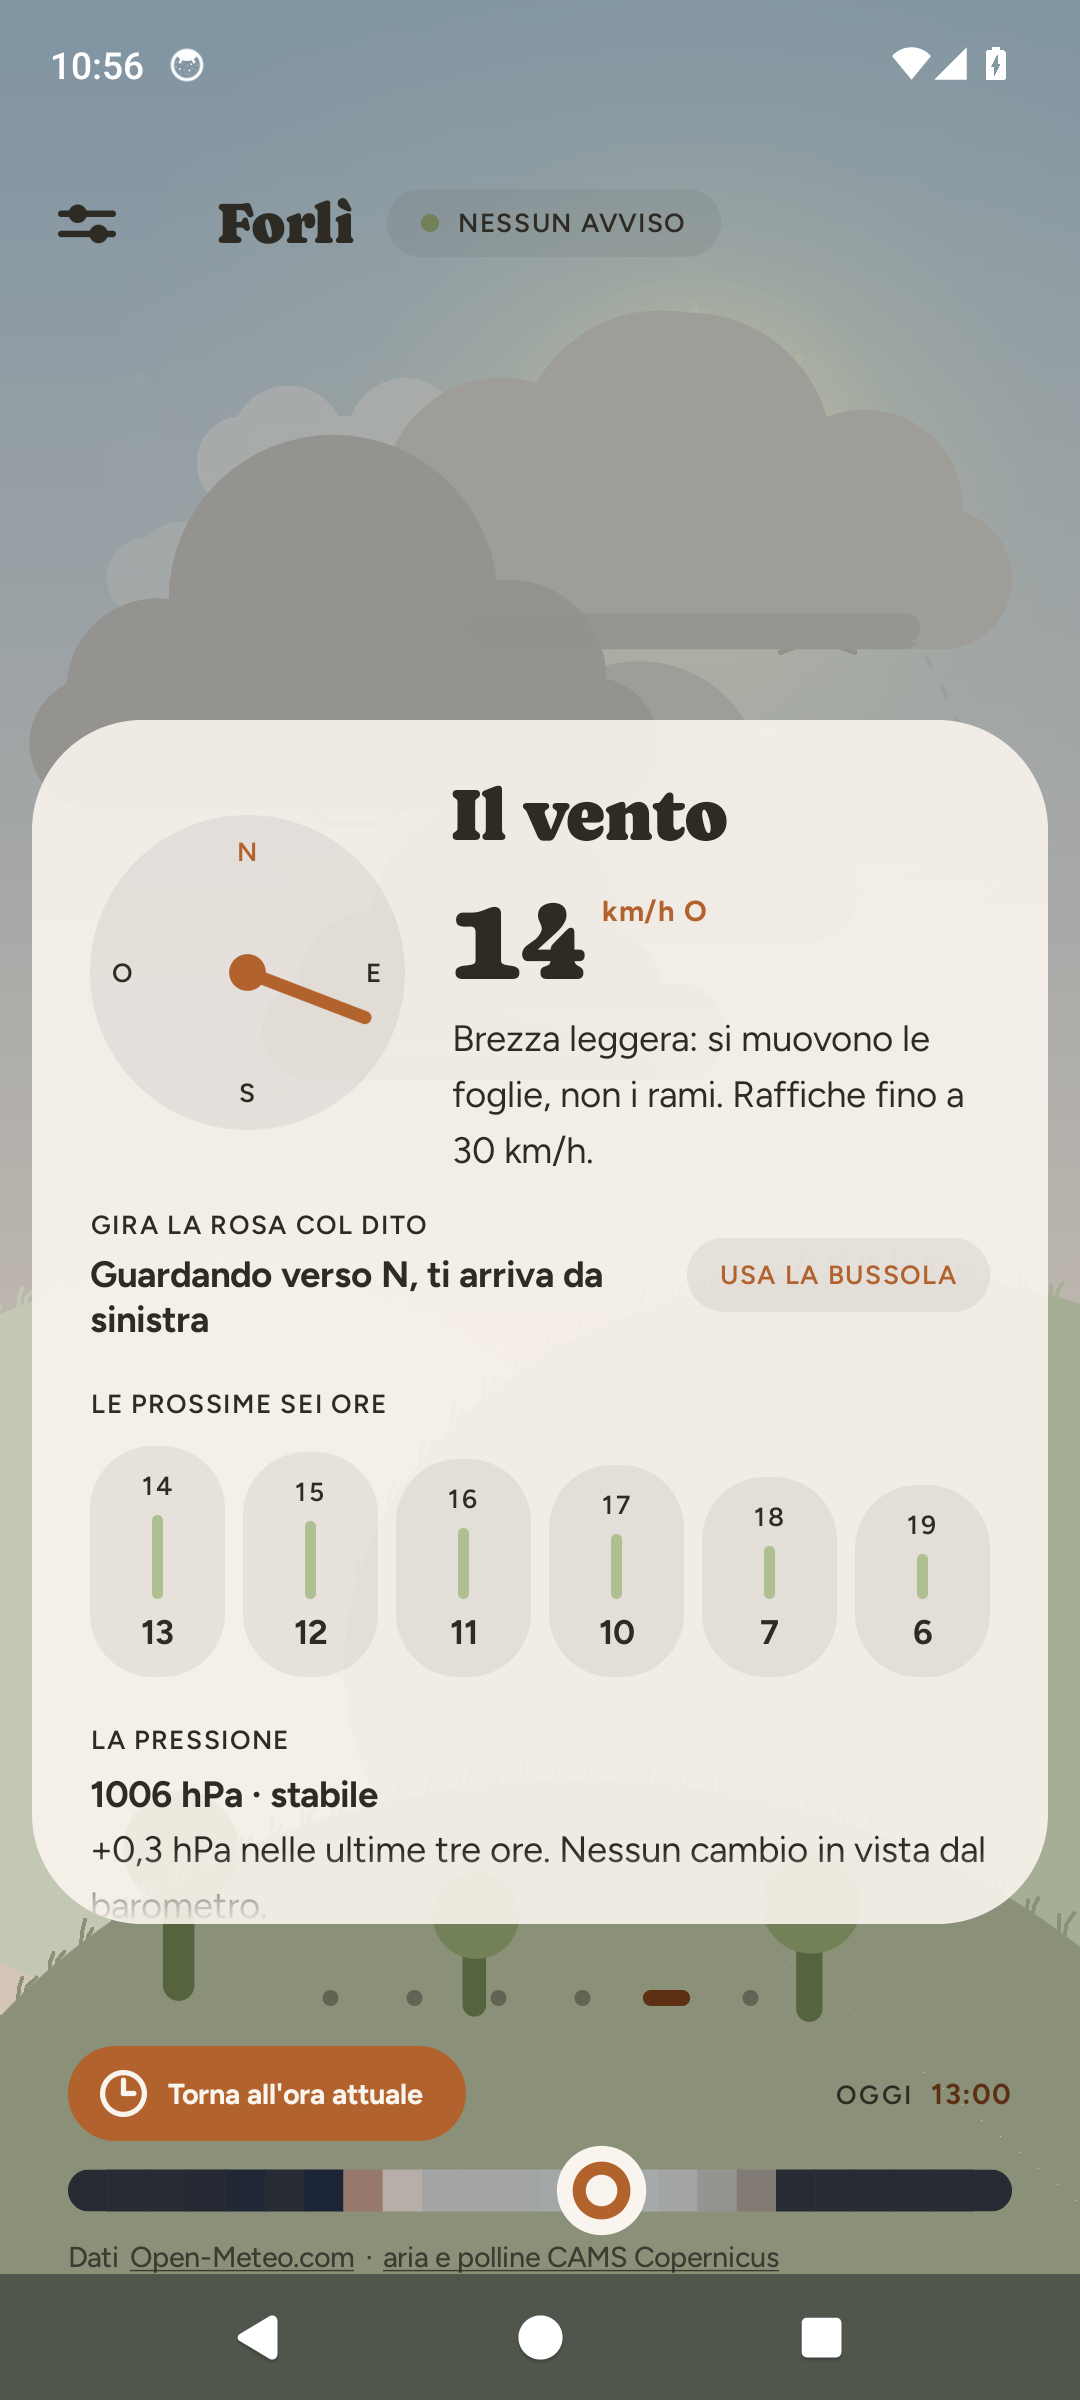 10:56
Forlì
NESSUN AVVISO
Il vento
N
O
E
S
14 km/h O
Brezza leggera: si muovono le
foglie, non i rami. Raffiche fino a
30 km/h.
GIRA LA ROSA COL DITO
Guardando verso N, ti arriva da
sinistra
USA LA BUSSOLA
LE PROSSIME SEI ORE
14 15 16 17 18 19
13 12 11 10 7 6
LA PRESSIONE
1006 hPa · stabile
+0,3 hPa nelle ultime tre ore. Nessun cambio in vista dal
barometro.
Torna all'ora attuale
OGGI 13:00
Dati Open-Meteo.com · aria e polline CAMS Copernicus